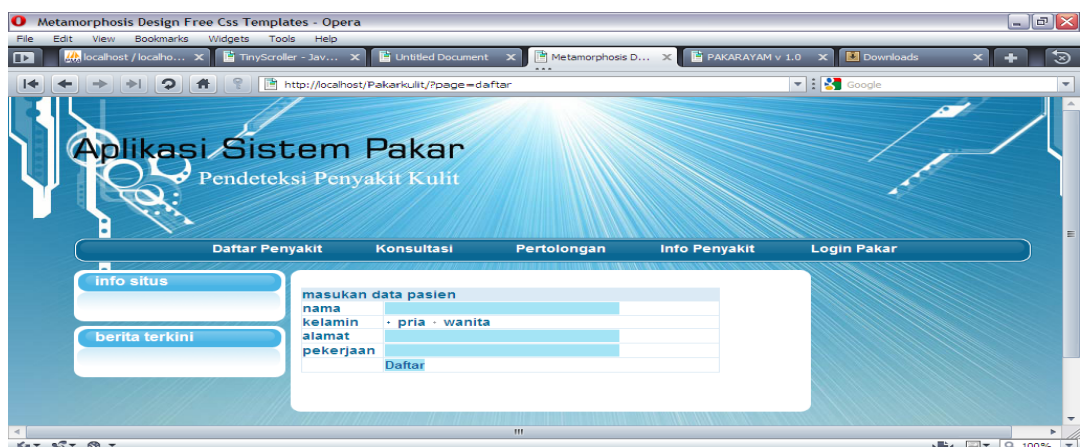 Metamorphosis Design Free Css Templates - Opera
File Edit View Bookmarks Widgets Tools Help
localhost / localho... TinyScroller - Jav... Untitled Document Metamorphosis D... PAKARAYAM v 1.0 Downloads
http://localhost/Pakarkulit/?page=daftar Google
Aplikasi Sistem Pakar
Pendeteksi Penyakit Kulit
Daftar Penyakit Konsultasi Pertolongan Info Penyakit Login Pakar
info situs
berita terkini
masukan data pasien
nama
kelamin · pria · wanita
alamat
pekerjaan
Daftar
100%